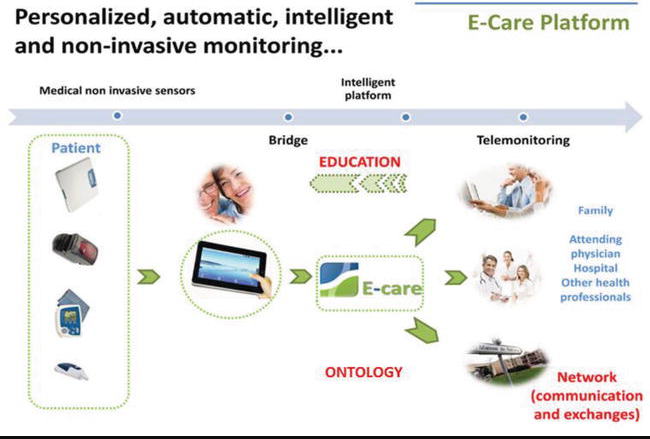 Personalized, automatic, intelligent
and non-invasive monitoring...
E-Care Platform
Medical non invasive sensors
Intelligent
platform
Bridge
Telemonitoring
Patient
EDUCATION
Family
Attending
physician
Hospital
Other health
professionals
E-care
ONTOLOGY
Network
(communication
and exchanges)